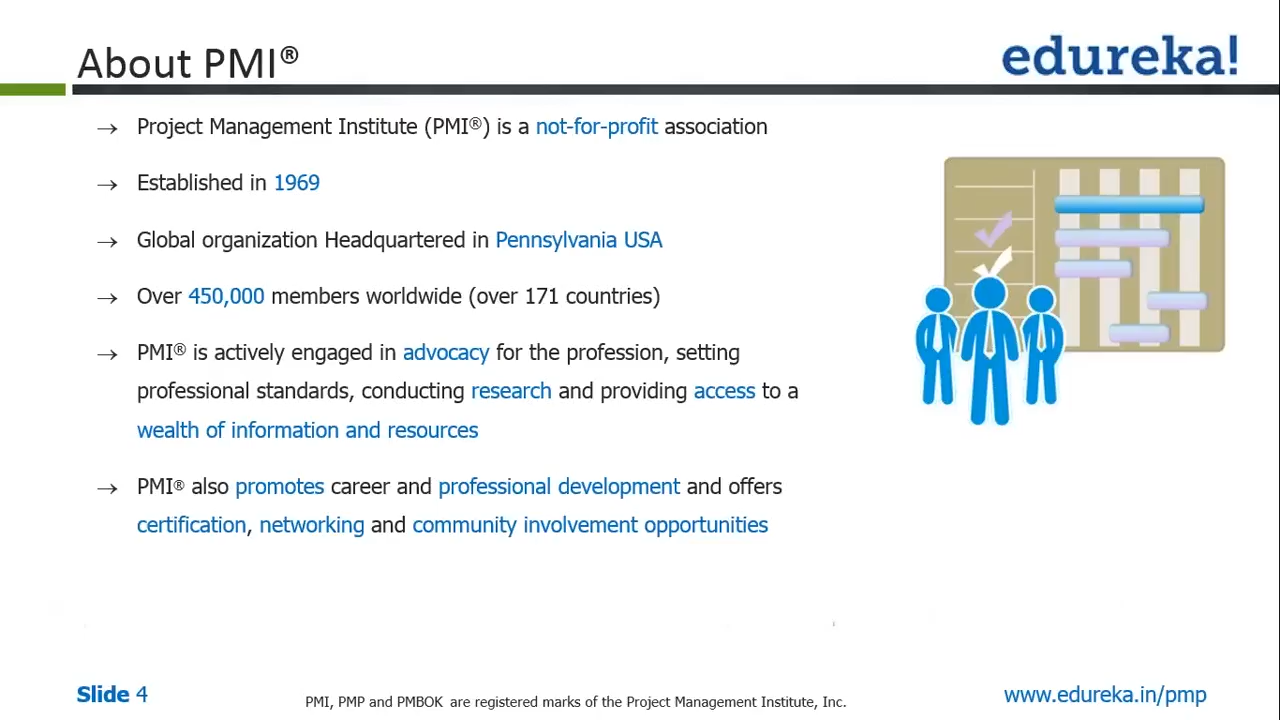 About PMI®
edureka!
→ Project Management Institute (PMI®) is a not-for-profit association
→ Established in 1969
→ Global organization Headquartered in Pennsylvania USA
→ Over 450,000 members worldwide (over 171 countries)
→ PMI® is actively engaged in advocacy for the profession, setting
professional standards, conducting research and providing access to a
wealth of information and resources
→ PMI® also promotes career and professional development and offers
certification, networking and community involvement opportunities
Slide 4
PMI, PMP and PMBOK are registered marks of the Project Management Institute, Inc.
www.edureka.in/pmp